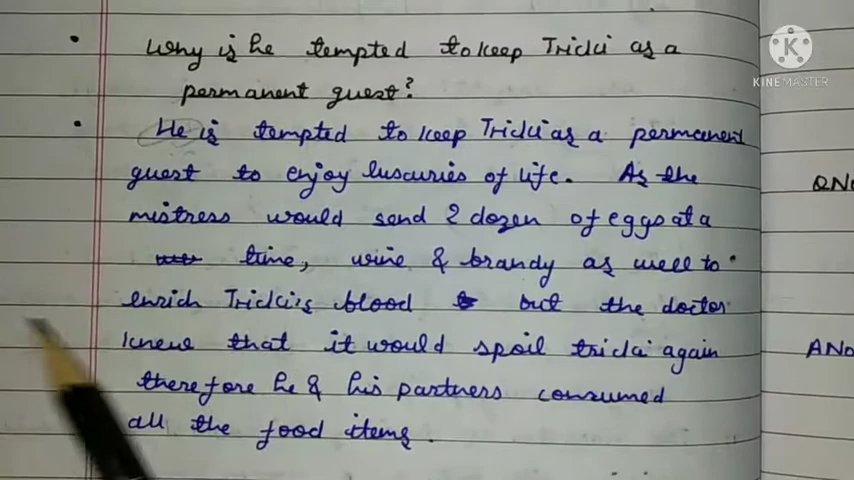 • Why is he tempted to keep Tricki as a
permanent guest?
• He is tempted to keep Tricki as a permanent
guest to enjoy luscuries of life. As the
mistress would send 2 dozen of eggs at a
time, wine & brandy as well to
enrich Tricki's blood but the doctor
knew that it would spoil tricki again
therefore he & his partners consumed
all the food items.
K
KINEMASTER